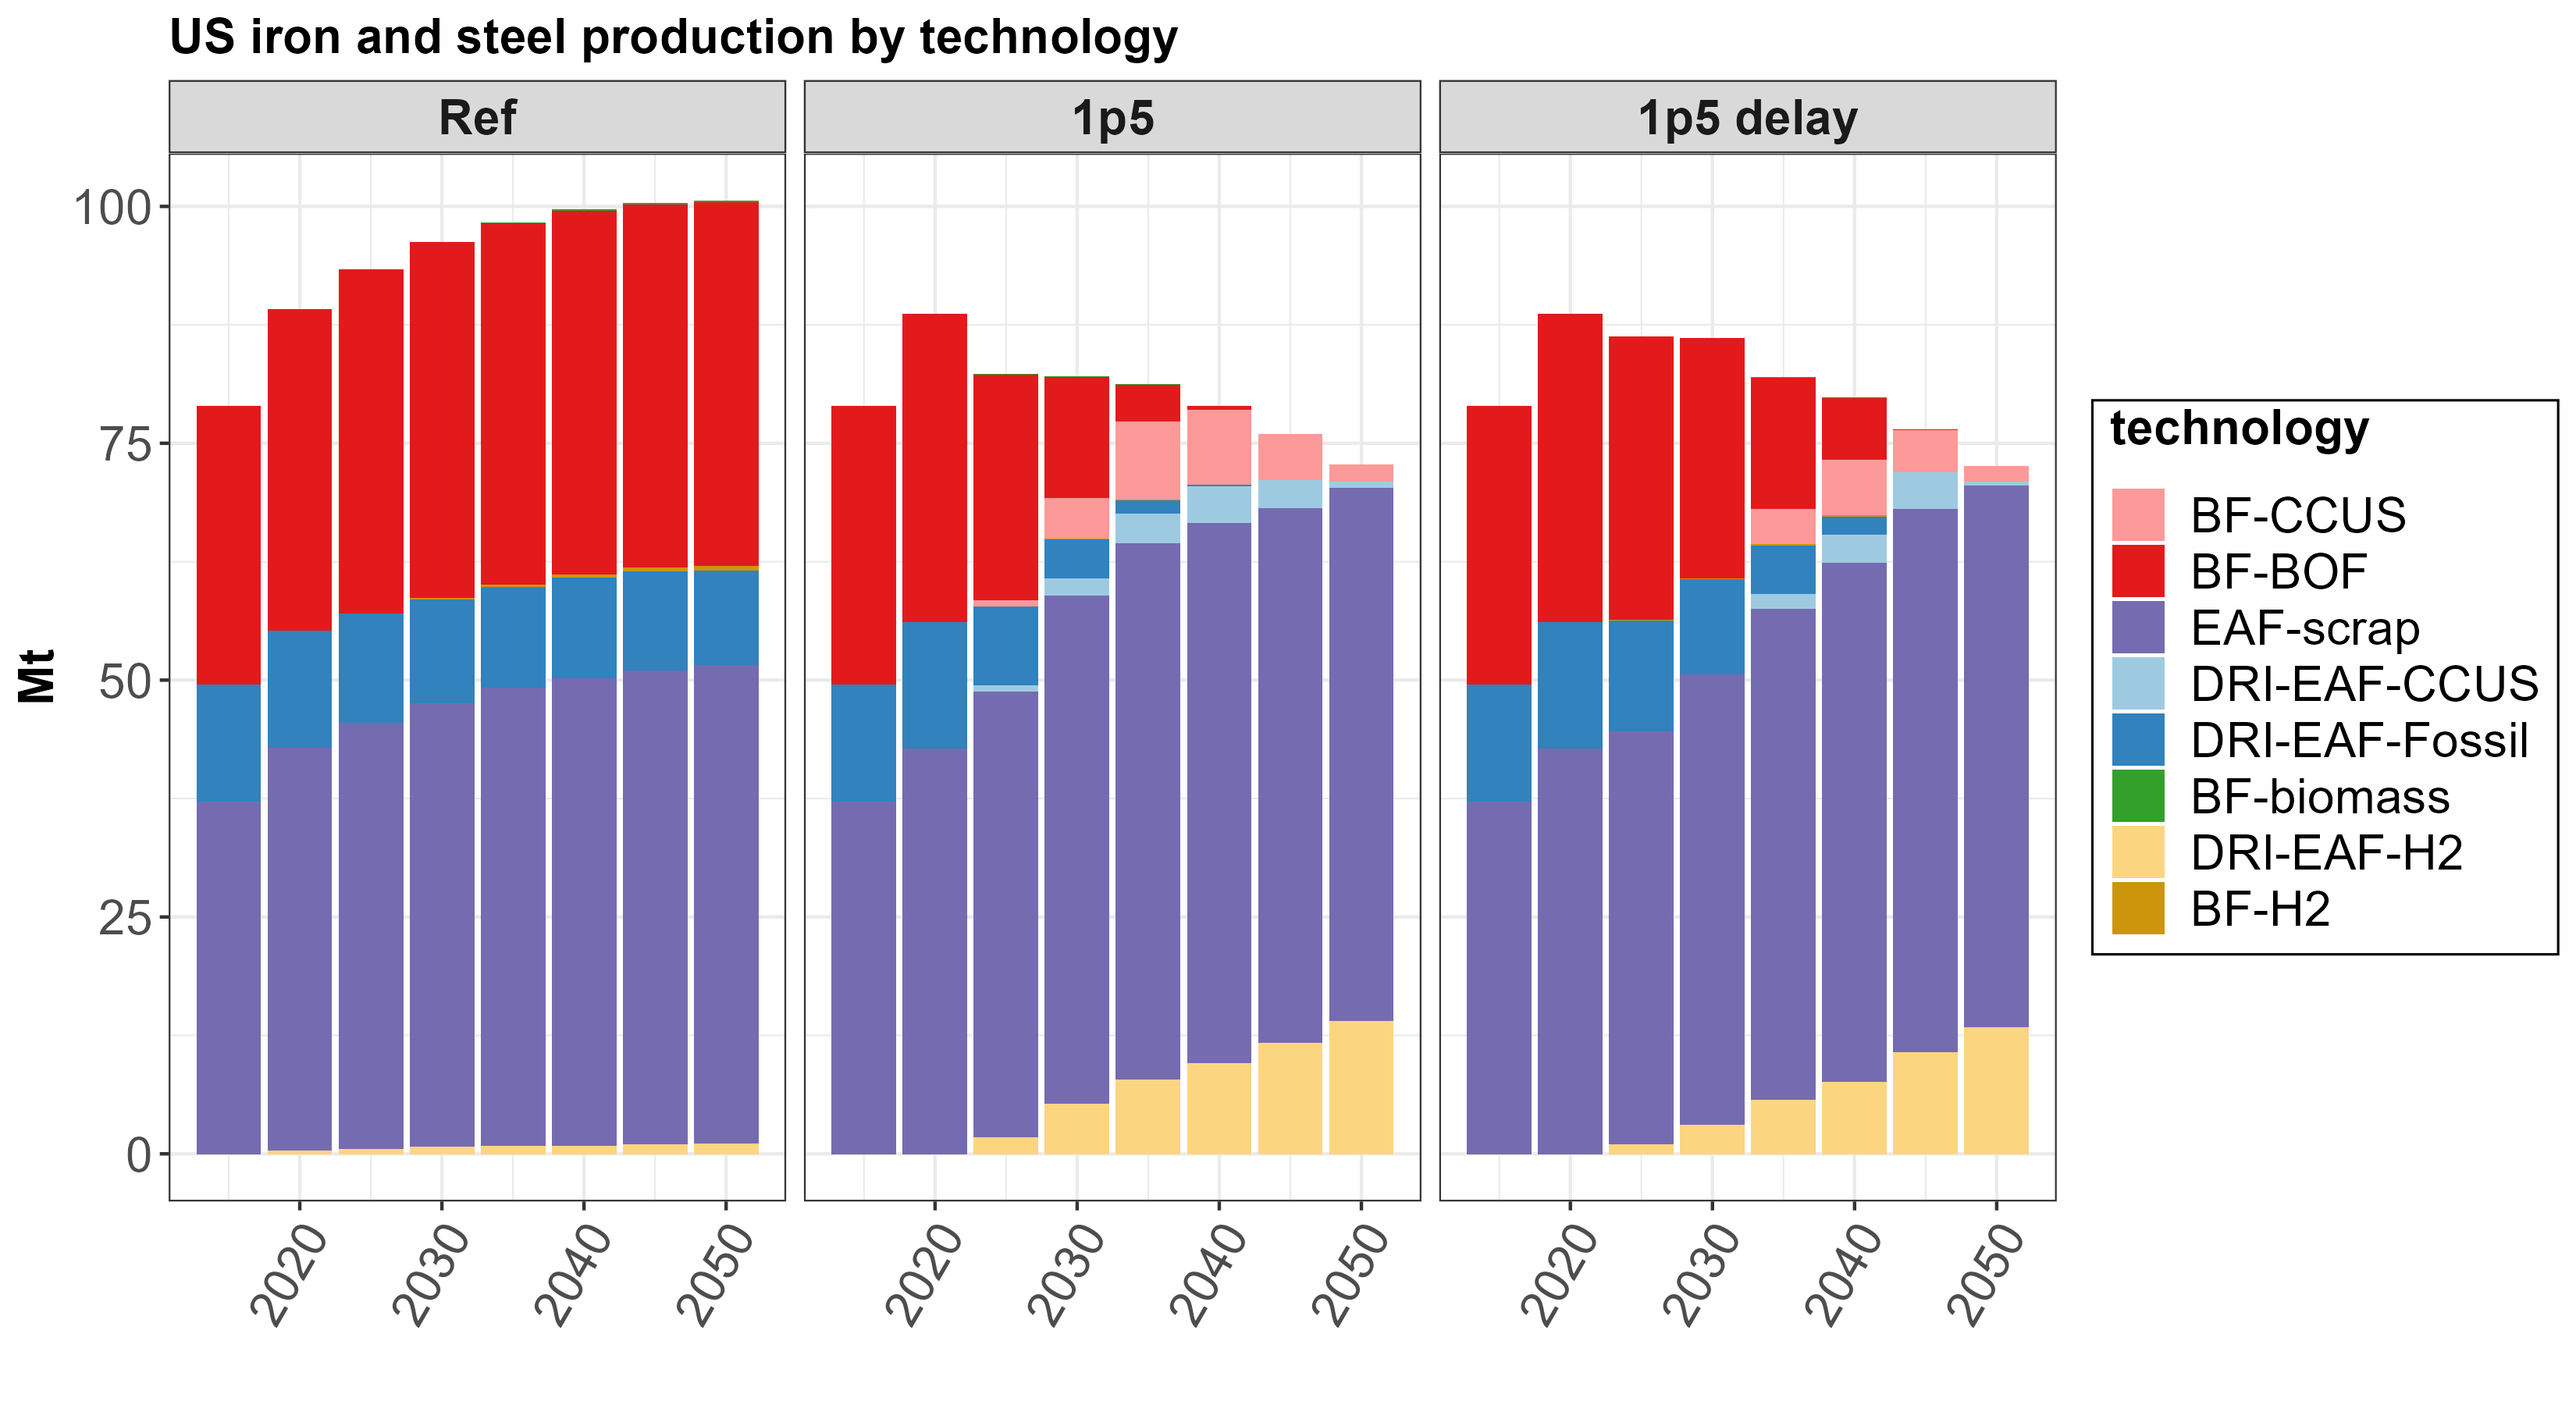 US iron and steel production by technology
Ref
1p5
1p5 delay
Mt
100
75
50
25
0
2020 2030 2040 2050
2020 2030 2040 2050
2020 2030 2040 2050
technology
BF-CCUS
BF-BOF
EAF-scrap
DRI-EAF-CCUS
DRI-EAF-Fossil
BF-biomass
DRI-EAF-H2
BF-H2